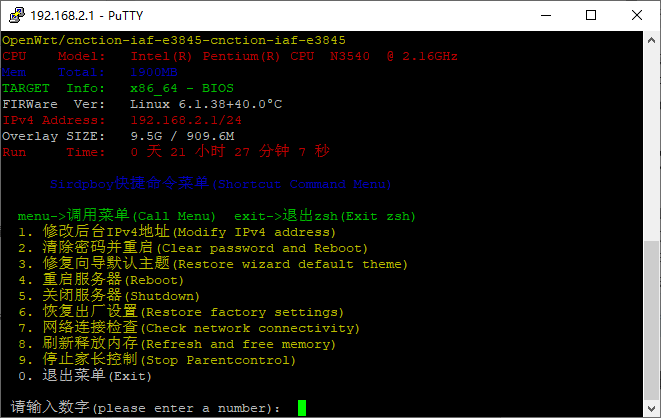 192.168.2.1 - PuTTY
OpenWrt/cnction-iaf-e3845-cnction-iaf-e3845
CPU Model: Intel(R) Pentium(R) CPU N3540 @ 2.16GHz
Mem Total: 1900MB
TARGET Info: x86_64 - BIOS
FIRWare Ver: Linux 6.1.38+40.0°C
IPv4 Address: 192.168.2.1/24
Overlay SIZE: 9.5G / 909.6M
Run Time: 0 天 21 小时 27 分钟 7 秒
Sirdpboy快捷命令菜单(Shortcut Command Menu)
menu->调用菜单(Call Menu) exit->退出zsh(Exit zsh)
1. 修改后台IPv4地址(Modify IPv4 address)
2. 清除密码并重启(Clear password and Reboot)
3. 修复向导默认主题(Restore wizard default theme)
4. 重启服务器(Reboot)
5. 关闭服务器(Shutdown)
6. 恢复出厂设置(Restore factory settings)
7. 网络连接检查(Check network connectivity)
8. 刷新释放内存(Refresh and free memory)
9. 停止家长控制(Stop Parentcontrol)
0. 退出菜单(Exit)
请输入数字(please enter a number):